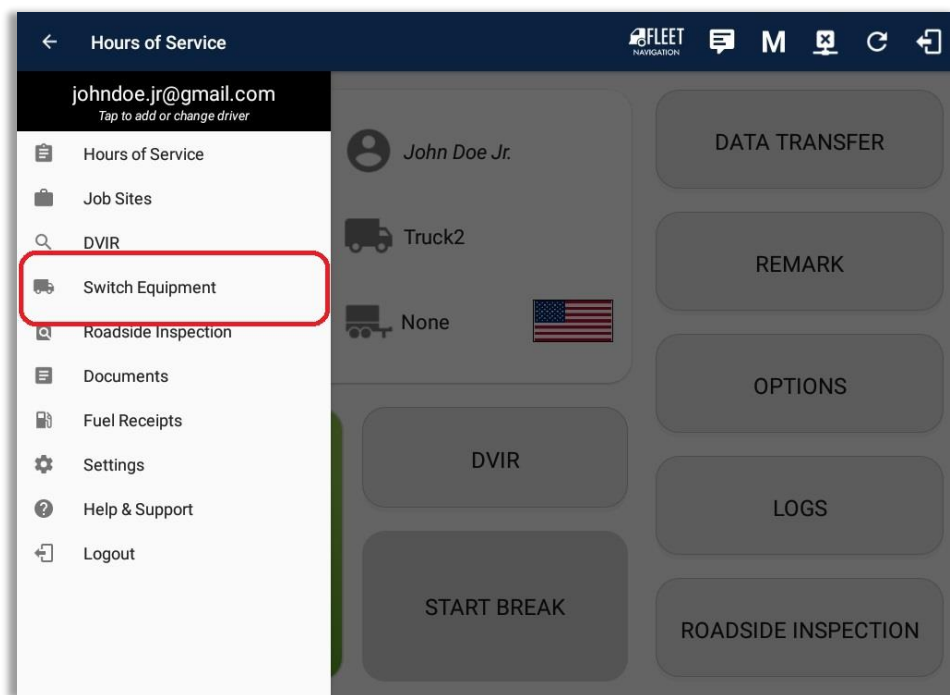 Hours of Service
FLEET
NAVIGATION
M
johndoe.jr@gmail.com
Tap to add or change driver
Hours of Service
Job Sites
DVIR
Switch Equipment
Roadside Inspection
Documents
Fuel Receipts
Settings
Help & Support
Logout
John Doe Jr.
Truck2
None
DVIR
START BREAK
DATA TRANSFER
REMARK
OPTIONS
LOGS
ROADSIDE INSPECTION